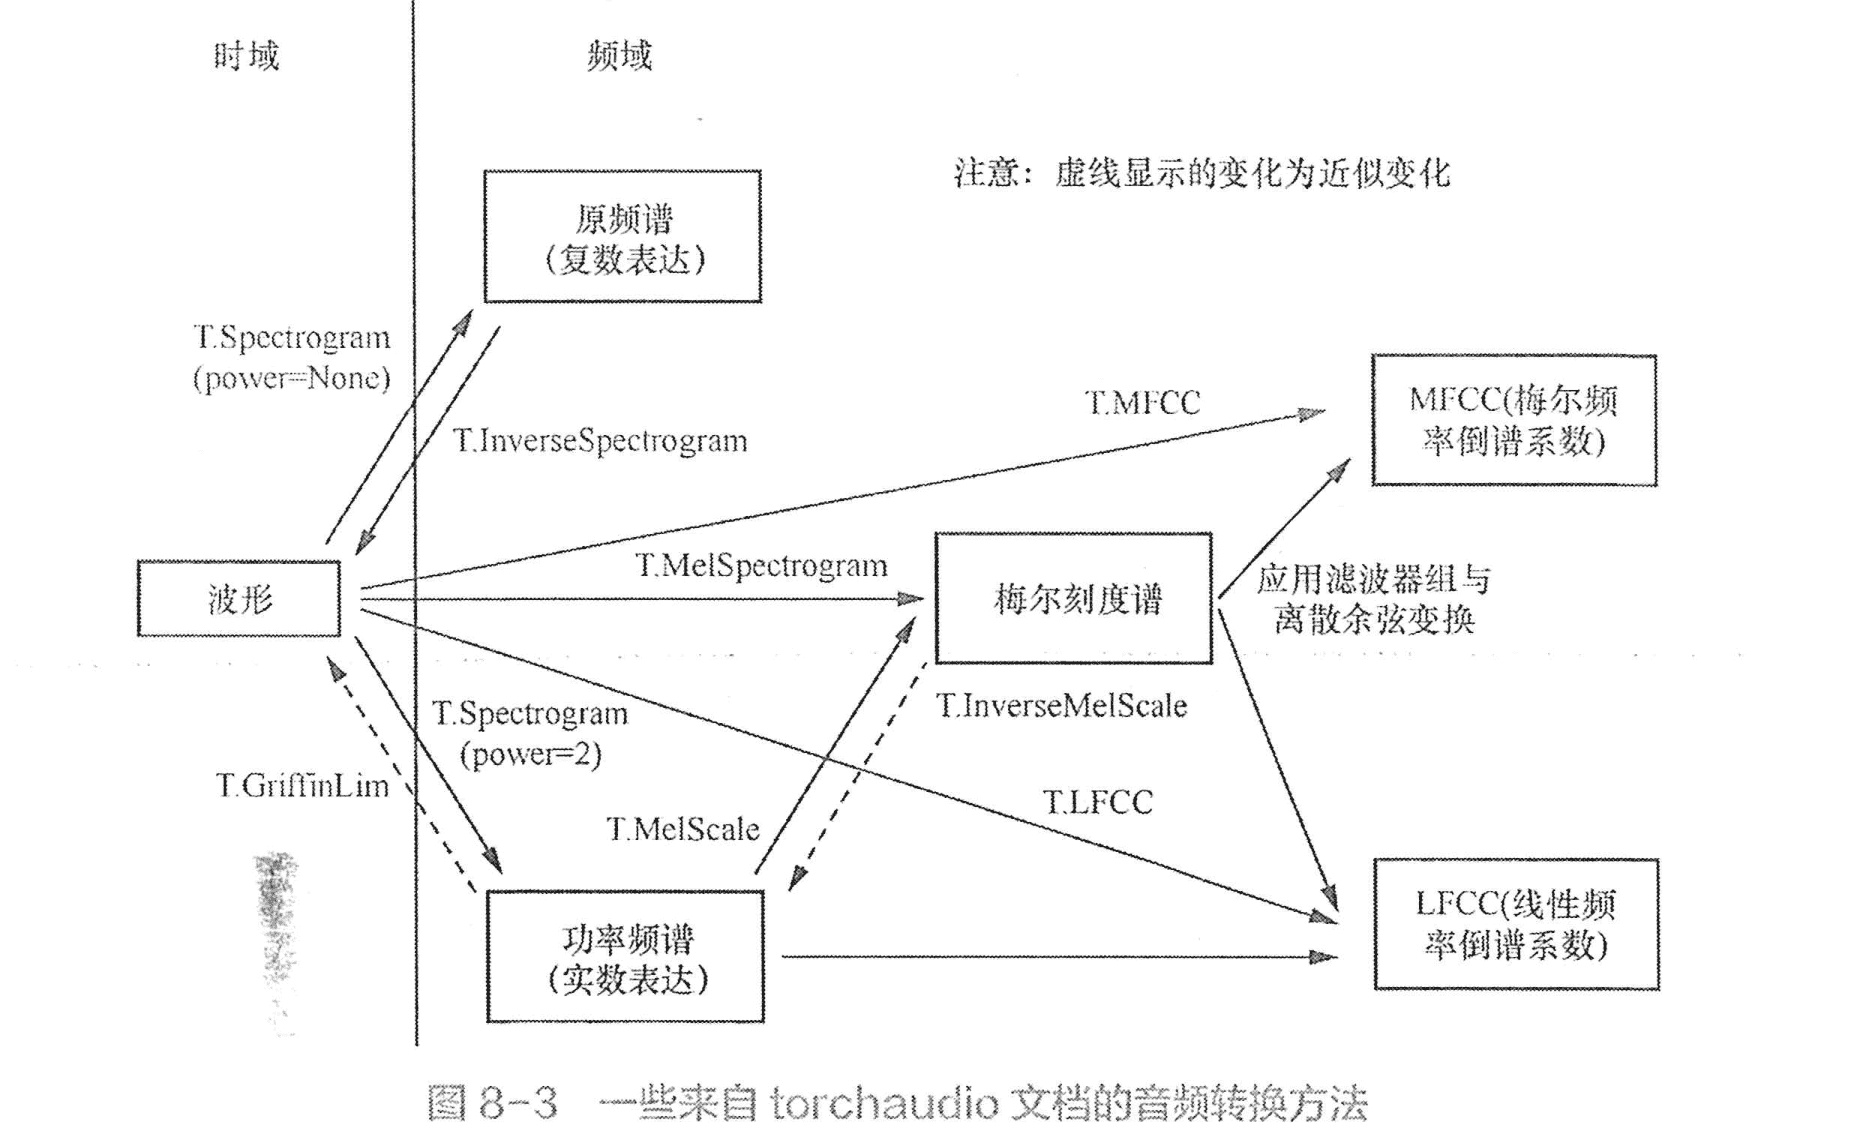 时域
频域
注意：虚线显示的变化为近似变化
原频谱
(复数表达)
T.Spectrogram
(power=None)
T.InverseSpectrogram
T.MFCC
MFCC(梅尔频
率倒谱系数)
T.MelSpectrogram
波形
梅尔刻度谱
应用滤波器组与
离散余弦变换
T.Spectrogram
(power=2)
T.InverseMelScale
T.GriffinLim
T.MelScale
T.LFCC
LFCC(线性频
率倒谱系数)
功率频谱
(实数表达)
图 8-3 一些来自 torchaudio 文档的音频转换方法